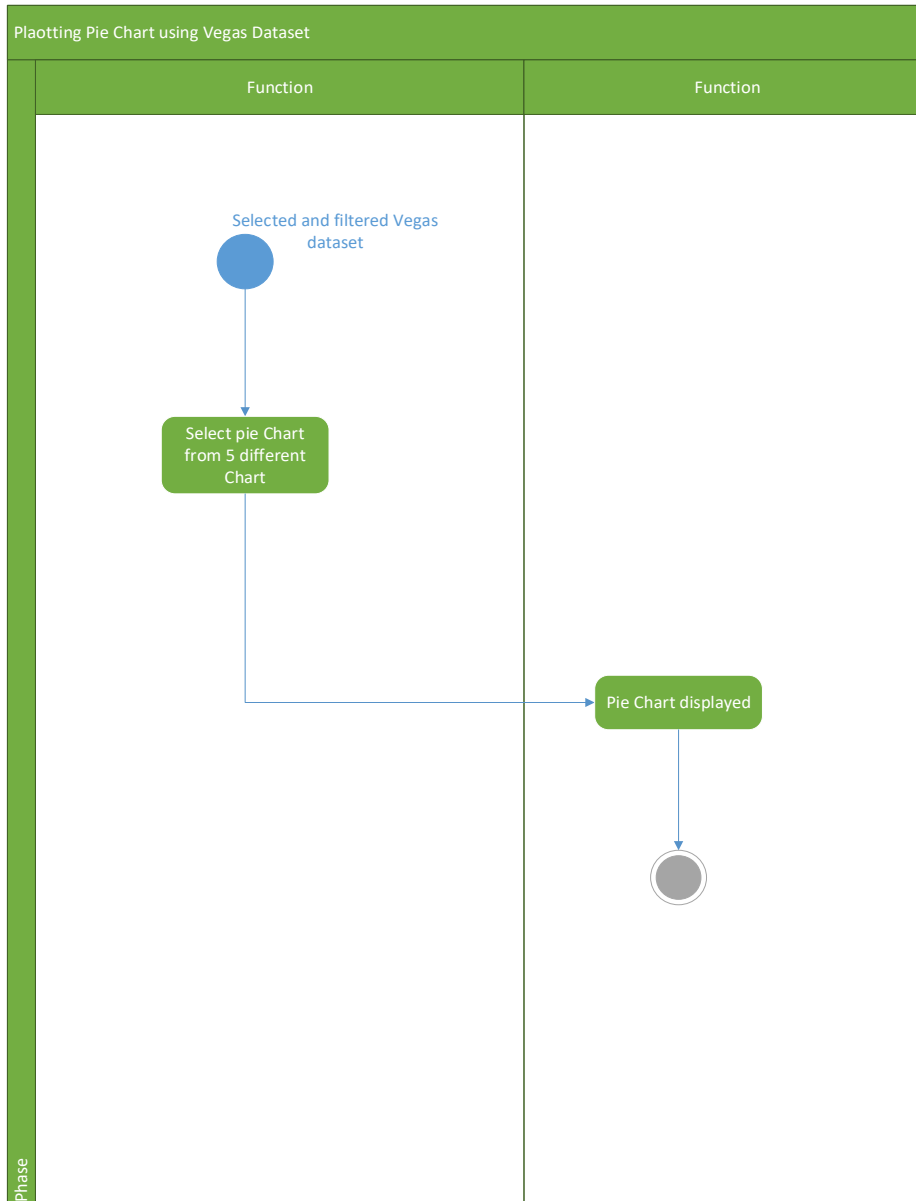 Plaotting Pie Chart using Vegas Dataset
Function
Function
Selected and filtered Vegas
dataset
Select pie Chart
from 5 different
Chart
Pie Chart displayed
Phase